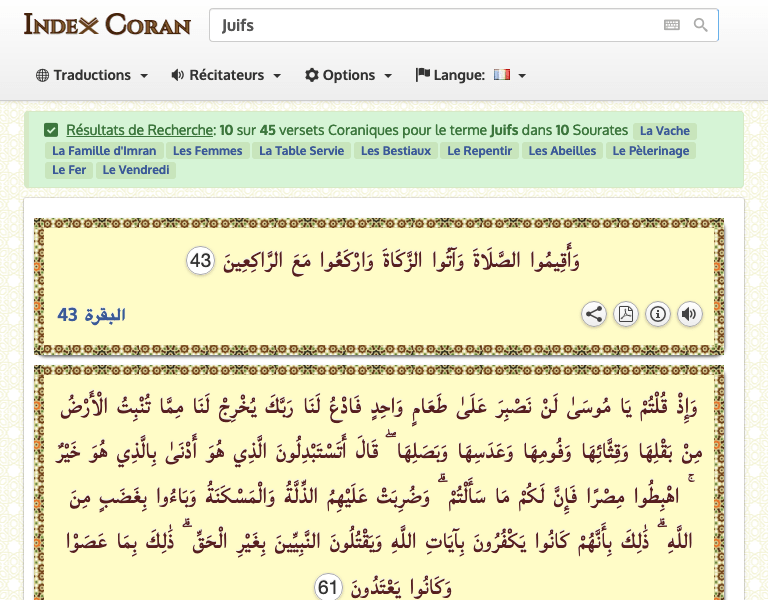 INDEX CORAN
Juifs
Traductions Récitateurs Options Langue:
Résultats de Recherche: 10 sur 45 versets Coraniques pour le terme Juifs dans 10 Sourates La Vache
La Famille d'Imran Les Femmes La Table Servie Les Bestiaux Le Repentir Les Abeilles Le Pèlerinage
Le Fer Le Vendredi
وَأَقِيمُوا الصَّلَاةَ وَآتُوا الزَّكَاةَ وَارْكَعُوا مَعَ الرَّاكِعِينَ 43
البقرة 43
وَإِذْ قُلْتُمْ يَا مُوسَىٰ لَنْ نَصْبِرَ عَلَىٰ طَعَامٍ وَاحِدٍ فَادْعُ لَنَا رَبَّكَ يُخْرِجْ لَنَا مِمَّا تُنْبِتُ الْأَرْضُ
مِنْ بَقْلِهَا وَقِثَّائِهَا وَفُومِهَا وَعَدَسِهَا وَبَصَلِهَا ۖ قَالَ أَتَسْتَبْدِلُونَ الَّذِي هُوَ أَدْنَىٰ بِالَّذِي هُوَ خَيْرٌ
ۚ اهْبِطُوا مِصْرًا فَإِنَّ لَكُمْ مَا سَأَلْتُمْ ۗ وَضُرِبَتْ عَلَيْهِمُ الذِّلَّةُ وَالْمَسْكَنَةُ وَبَاءُوا بِغَضَبٍ مِنَ
اللَّهِ ۗ ذَٰلِكَ بِأَنَّهُمْ كَانُوا يَكْفُرُونَ بِآيَاتِ اللَّهِ وَيَقْتُلُونَ النَّبِيِّينَ بِغَيْرِ الْحَقِّ ۗ ذَٰلِكَ بِمَا عَصَوْا
وَكَانُوا يَعْتَدُونَ 61